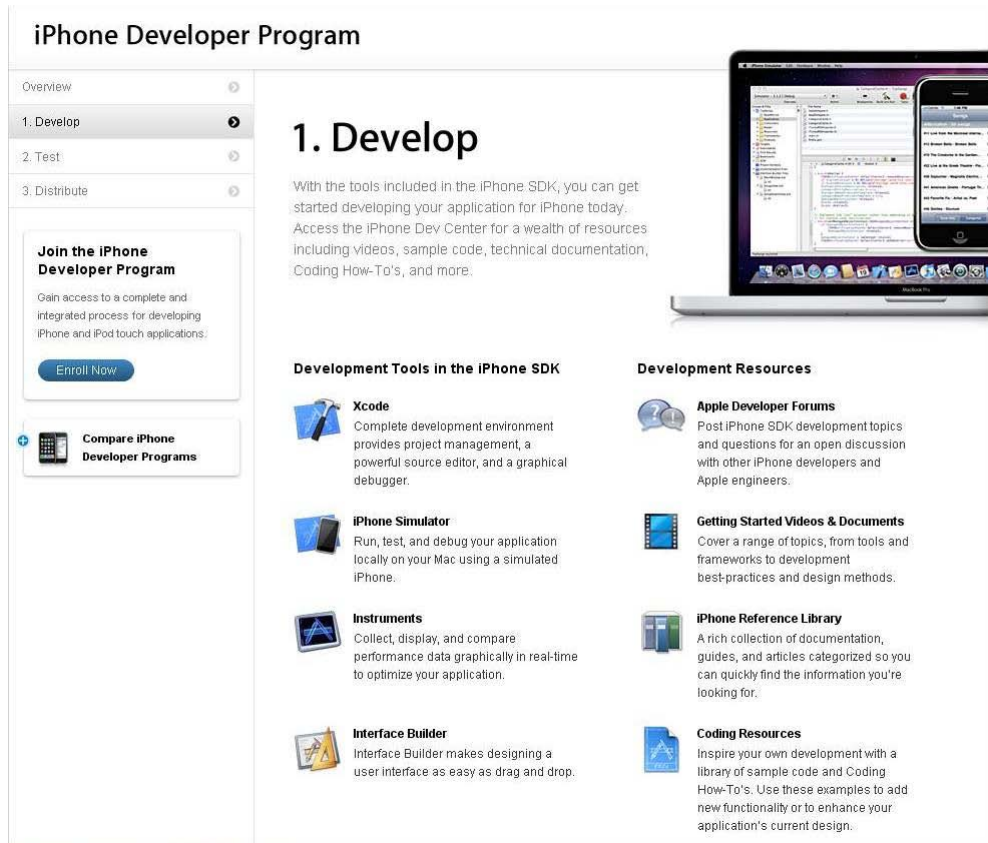 iPhone Developer Program
Overview
1. Develop
2. Test
3. Distribute
Join the iPhone
Developer Program
Gain access to a complete and
integrated process for developing
iPhone and iPod touch applications.
Enroll Now
Compare iPhone
Developer Programs
1. Develop
With the tools included in the iPhone SDK, you can get
started developing your application for iPhone today.
Access the iPhone Dev Center for a wealth of resources
including videos, sample code, technical documentation,
Coding How-To's, and more.
MacBook Pro
Development Tools in the iPhone SDK
Xcode
Complete development environment
provides project management, a
powerful source editor, and a graphical
debugger.
iPhone Simulator
Run, test, and debug your application
locally on your Mac using a simulated
iPhone.
Instruments
Collect, display, and compare
performance data graphically in real-time
to optimize your application.
Interface Builder
Interface Builder makes designing a
user interface as easy as drag and drop.
Development Resources
Apple Developer Forums
Post iPhone SDK development topics
and questions for an open discussion
with other iPhone developers and
Apple engineers.
Getting Started Videos & Documents
Cover a range of topics, from tools and
frameworks to development
best-practices and design methods.
iPhone Reference Library
A rich collection of documentation,
guides, and articles categorized so you
can quickly find the information you're
looking for.
Coding Resources
Inspire your own development with a
library of sample code and Coding
How-To's. Use these examples to add
new functionality or to enhance your
application's current design.